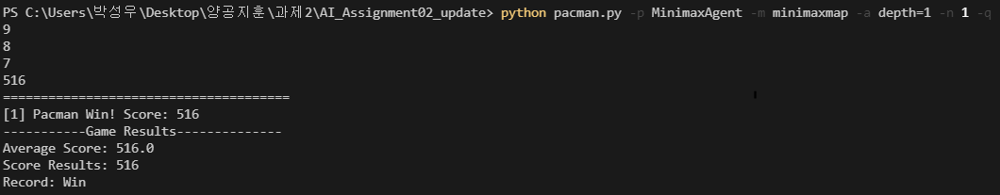 PS C:\Users\박성우\Desktop\양공지훈\과제2\AI_Assignment02_update> python pacman.py -p MinimaxAgent -m minimaxmap -a depth=1 -n 1 -q
9
8
7
516
======================================
[1] Pacman Win! Score: 516
-----------Game Results--------------
Average Score: 516.0
Score Results: 516
Record: Win